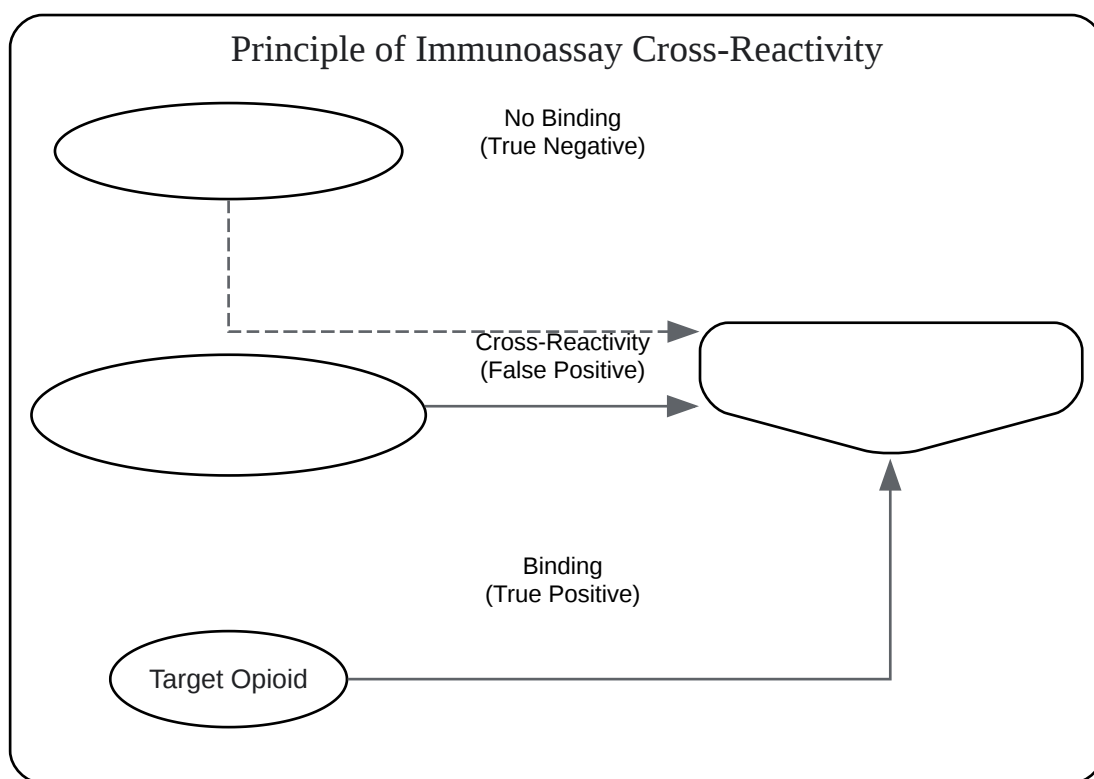 Principle of Immunoassay Cross-Reactivity
No Binding
(True Negative)
Cross-Reactivity
(False Positive)
Binding
(True Positive)
Target Opioid